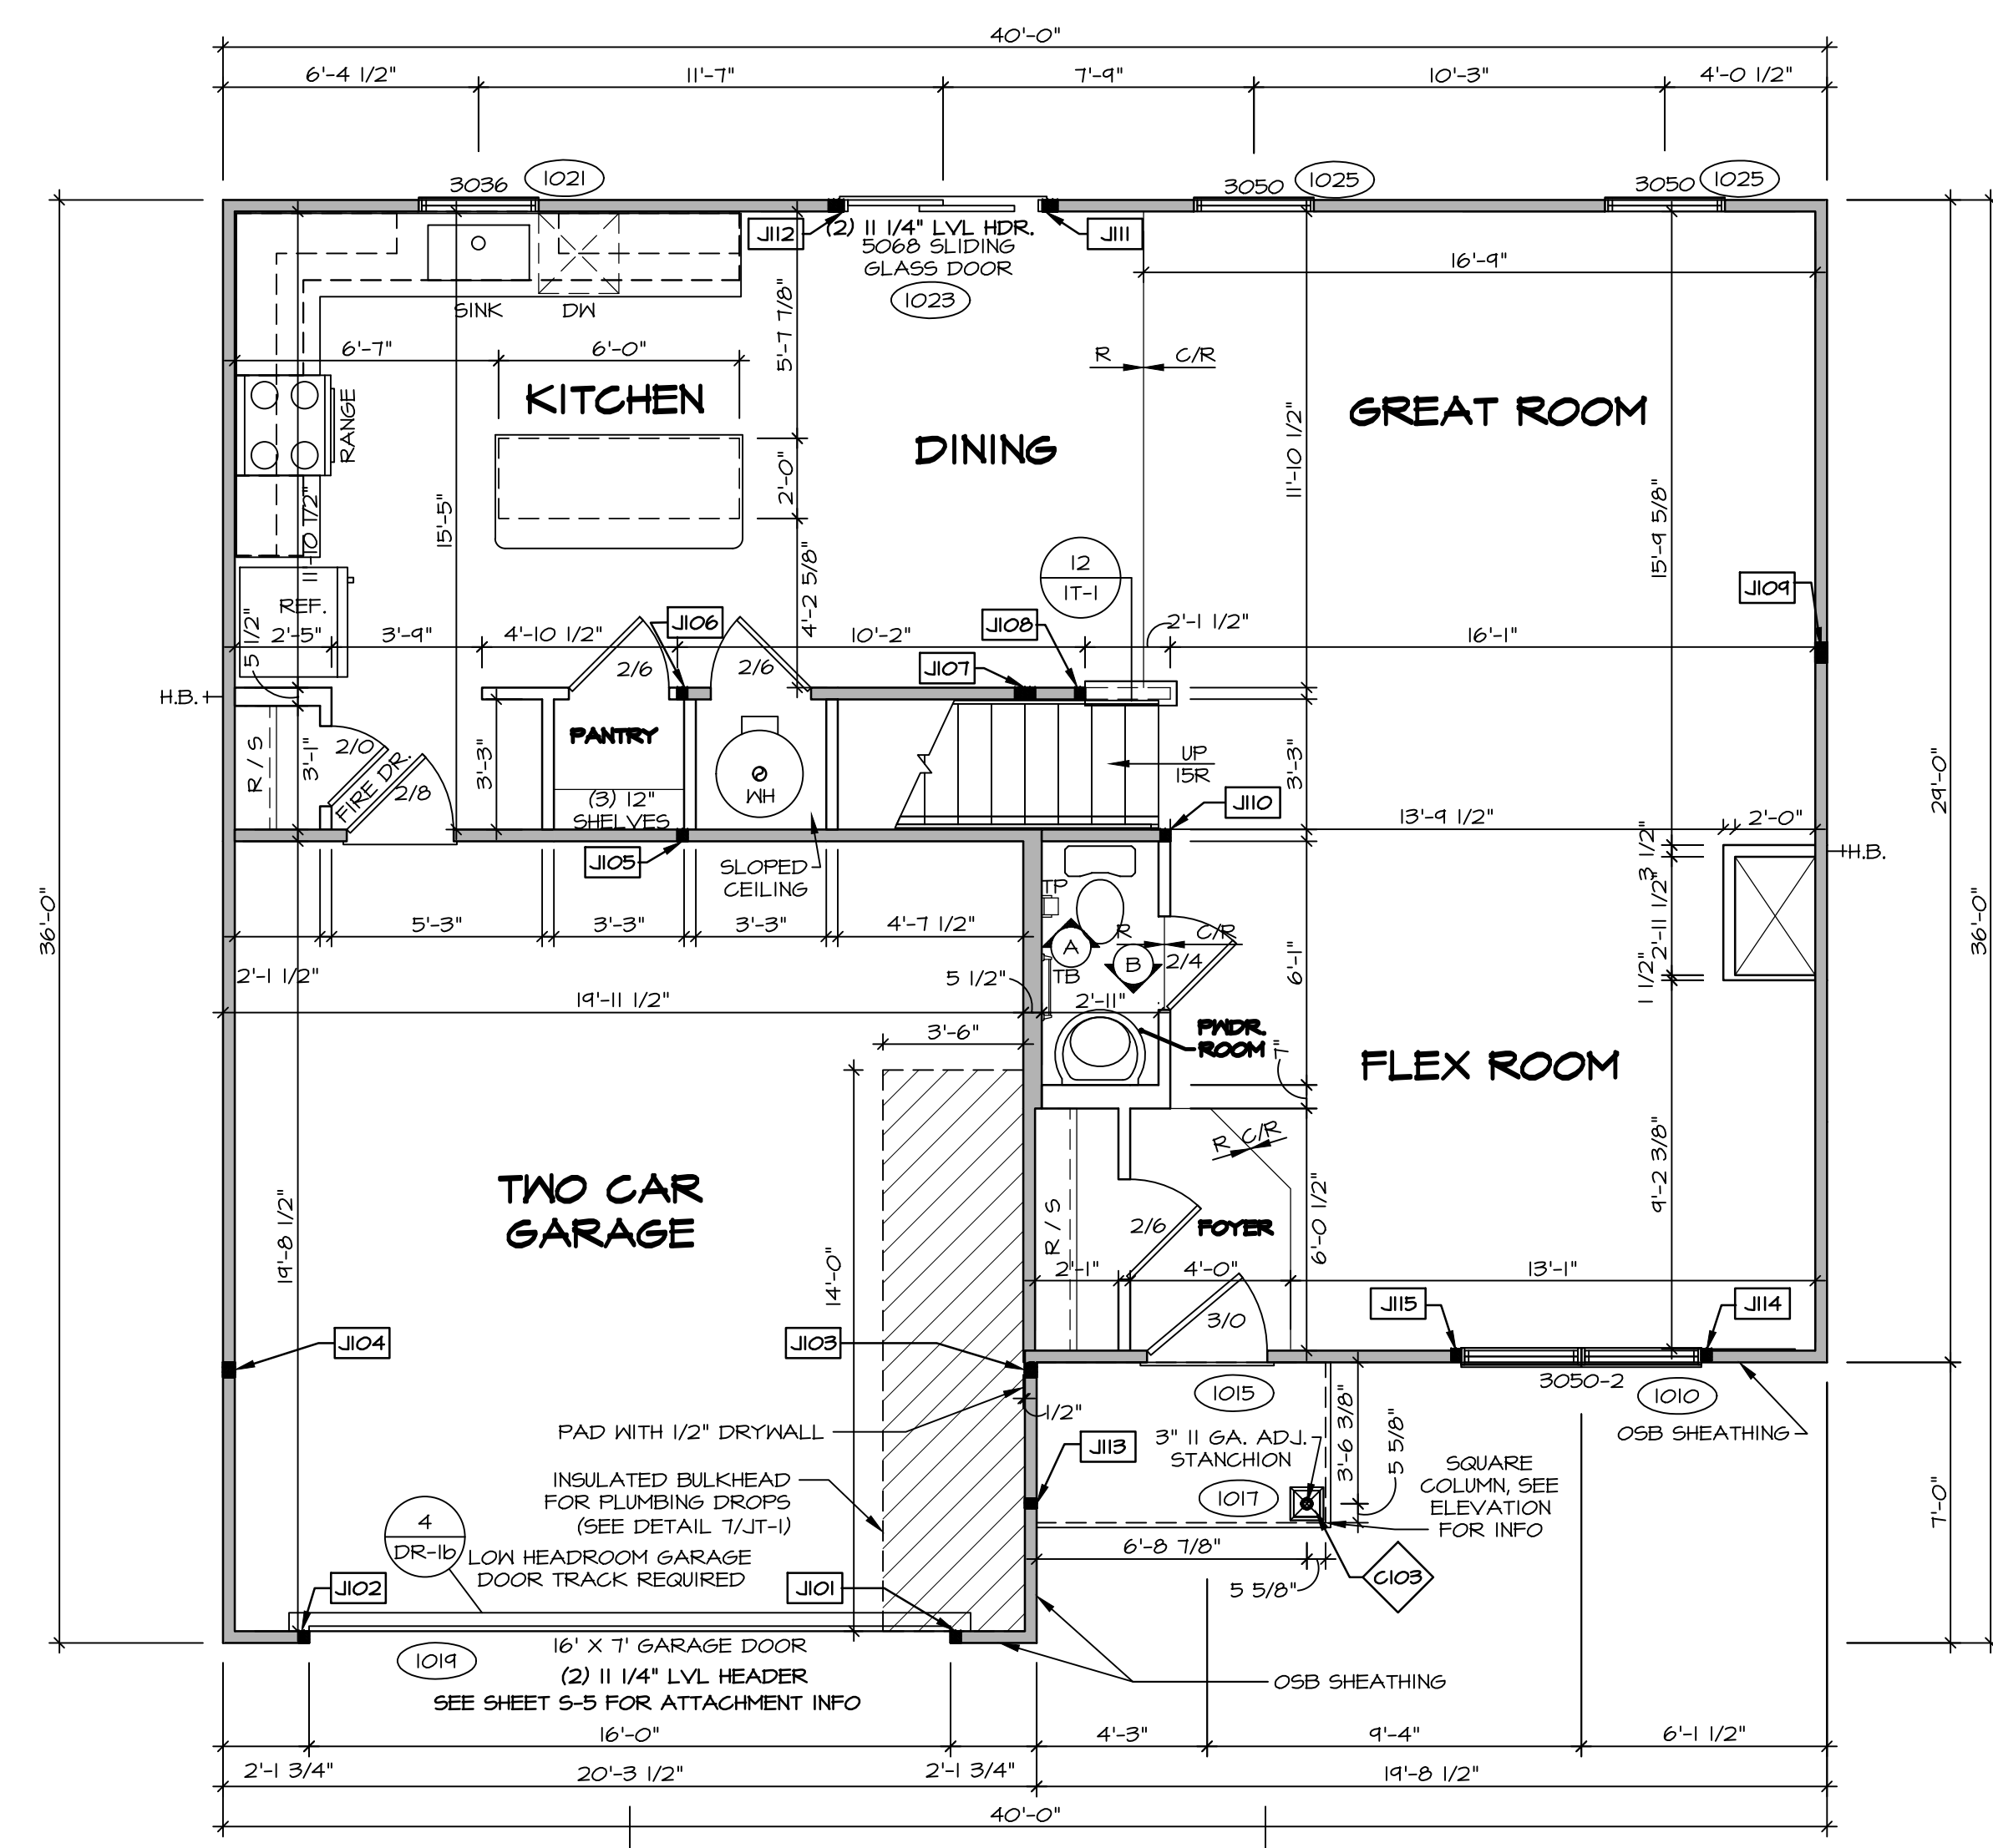 40'-0"
6'-4 1/2"
11'-7"
7'-9"
10'-3"
4'-0 1/2"
3036
1021
3050
1025
3050
1025
J112
(2) 11 1/4" LVL HDR.
J111
5068 SLIDING
GLASS DOOR
1023
16'-9"
SINK
DW
5'-7 7/8"
6'-7"
6'-0"
R
C/R
RANGE
KITCHEN
GREAT ROOM
DINING
11'-10 1/2"
2'-0"
15'-5"
11'-10 1/2"
15'-9 5/8"
12
1T-1
J109
4'-2 5/8"
REF.
J106
J108
2'-1 1/2"
5 1/2"
2'-5"
3'-9"
4'-10 1/2"
10'-2"
16'-1"
2/6
2/6
J107
H.B.
PANTRY
R / S
3'-1"
2/0
FIRE DR.
2/8
3'-3"
WH
UP
15R
3'-3"
29'-0"
(3) 12"
SHELVES
J110
13'-9 1/2"
2'-0"
J105
SLOPED
CEILING
3 1/2"
H.B.
TP
36'-0"
5'-3"
3'-3"
3'-3"
4'-7 1/2"
R
C/R
A
B
2/4
6'-1"
2'-11 1/2"
36'-0"
2'-1 1/2"
5 1/2"
TB
1 1/2"
19'-11 1/2"
2'-11"
3'-6"
PWDR.
ROOM
7"
FLEX ROOM
R
C/R
TWO CAR
GARAGE
19'-8 1/2"
14'-0"
R / S
2/6
FOYER
6'-0 1/2"
9'-2 3/8"
2'-1"
4'-0"
13'-1"
3/0
J115
J114
J104
J103
3050-2
1015
1010
1/2"
PAD WITH 1/2" DRYWALL
J113
3" 11 GA. ADJ.
STANCHION
3'-6 3/8"
5 5/8"
OSB SHEATHING
INSULATED BULKHEAD
FOR PLUMBING DROPS
(SEE DETAIL 7/JT-1)
1017
SQUARE
COLUMN, SEE
ELEVATION
FOR INFO
7'-0"
4
DR-1b
LOW HEADROOM GARAGE
DOOR TRACK REQUIRED
6'-8 7/8"
5 5/8"
C103
J102
J101
1019
16' X 7' GARAGE DOOR
(2) 11 1/4" LVL HEADER
SEE SHEET S-5 FOR ATTACHMENT INFO
OSB SHEATHING
16'-0"
4'-3"
9'-4"
6'-1 1/2"
2'-1 3/4"
20'-3 1/2"
2'-1 3/4"
19'-8 1/2"
40'-0"